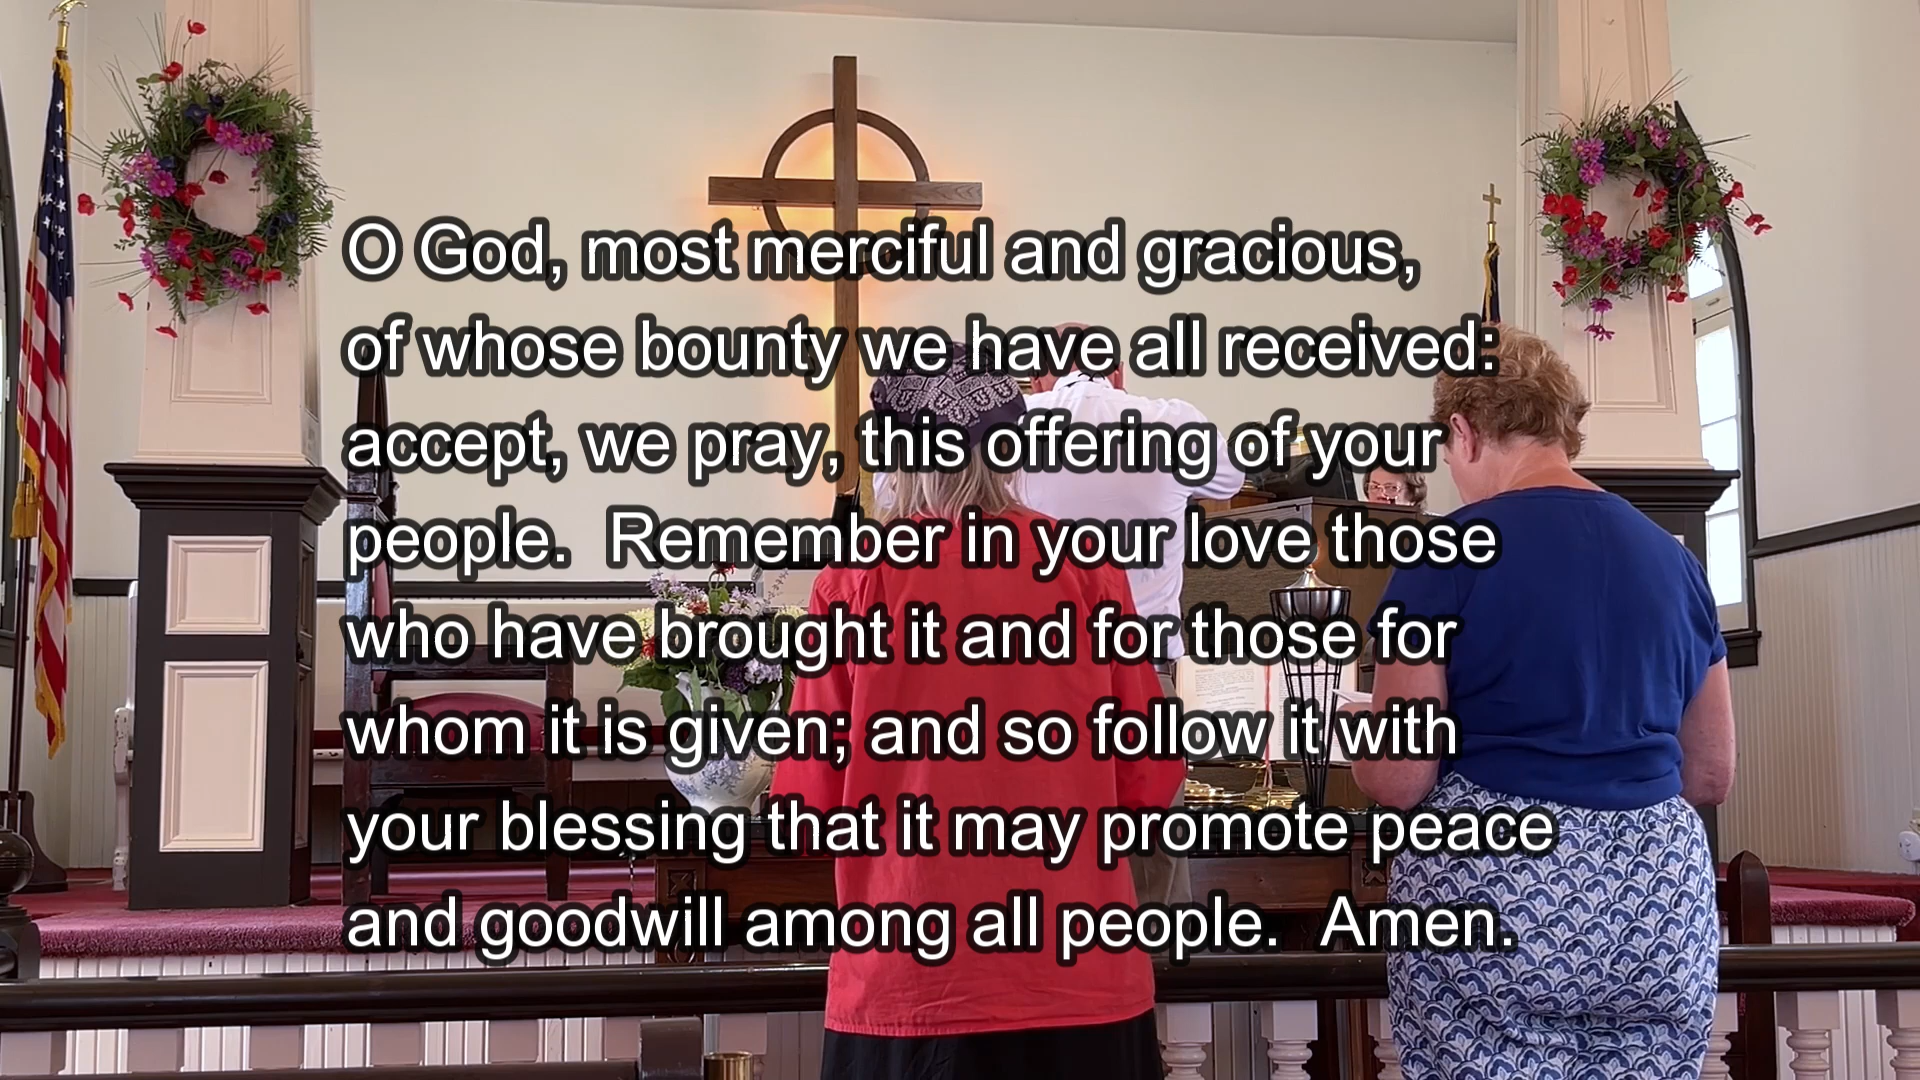 O God, most merciful and gracious,
of whose bounty we have all received:
accept, we pray, this offering of your
people.  Remember in your love those
who have brought it and for those for
whom it is given; and so follow it with
your blessing that it may promote peace
and goodwill among all people.  Amen.